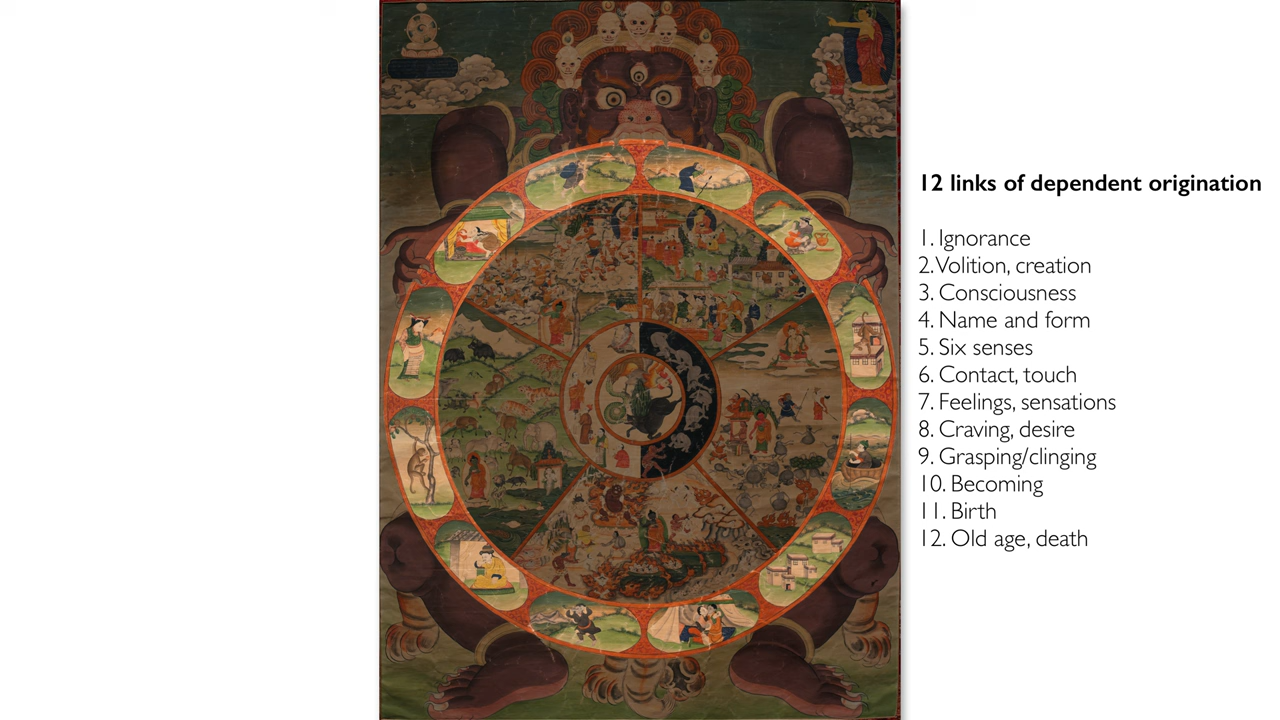 12 links of dependent origination
1. Ignorance
2. Volition, creation
3. Consciousness
4. Name and form
5. Six senses
6. Contact, touch
7. Feelings, sensations
8. Craving, desire
9. Grasping/clinging
10. Becoming
11. Birth
12. Old age, death